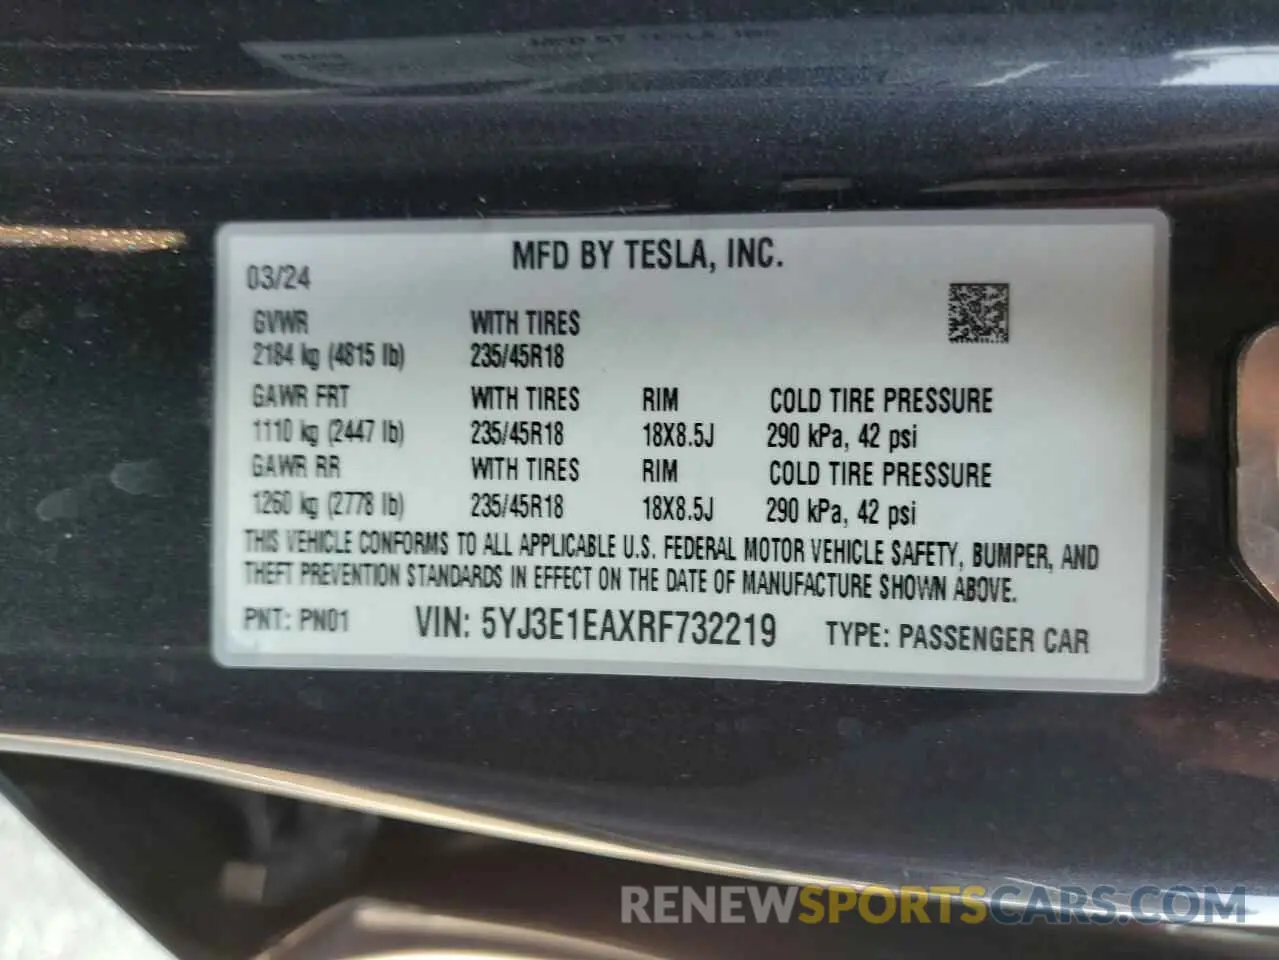 MFD BY TESLA, INC.
03/24
GVWR WITH TIRES
2184 kg (4815 lb) 235/45R18
GAWR FRT WITH TIRES RIM COLD TIRE PRESSURE
1110 kg (2447 lb) 235/45R18 18X8.5J 290 kPa, 42 psi
GAWR RR WITH TIRES RIM COLD TIRE PRESSURE
1260 kg (2778 lb) 235/45R18 18X8.5J 290 kPa, 42 psi
THIS VEHICLE CONFORMS TO ALL APPLICABLE U.S. FEDERAL MOTOR VEHICLE SAFETY, BUMPER, AND
THEFT PREVENTION STANDARDS IN EFFECT ON THE DATE OF MANUFACTURE SHOWN ABOVE.
PNT: PN01 VIN: 5YJ3E1EAXRF732219 TYPE: PASSENGER CAR
RENEWSPORTSCARS.COM